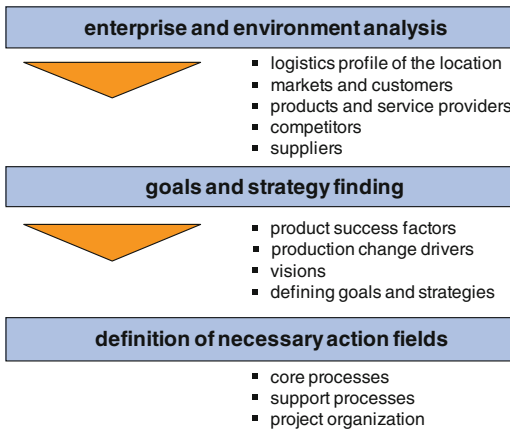 enterprise and environment analysis
▪ logistics profile of the location
▪ markets and customers
▪ products and service providers
▪ competitors
▪ suppliers
goals and strategy finding
▪ product success factors
▪ production change drivers
▪ visions
▪ defining goals and strategies
definition of necessary action fields
▪ core processes
▪ support processes
▪ project organization